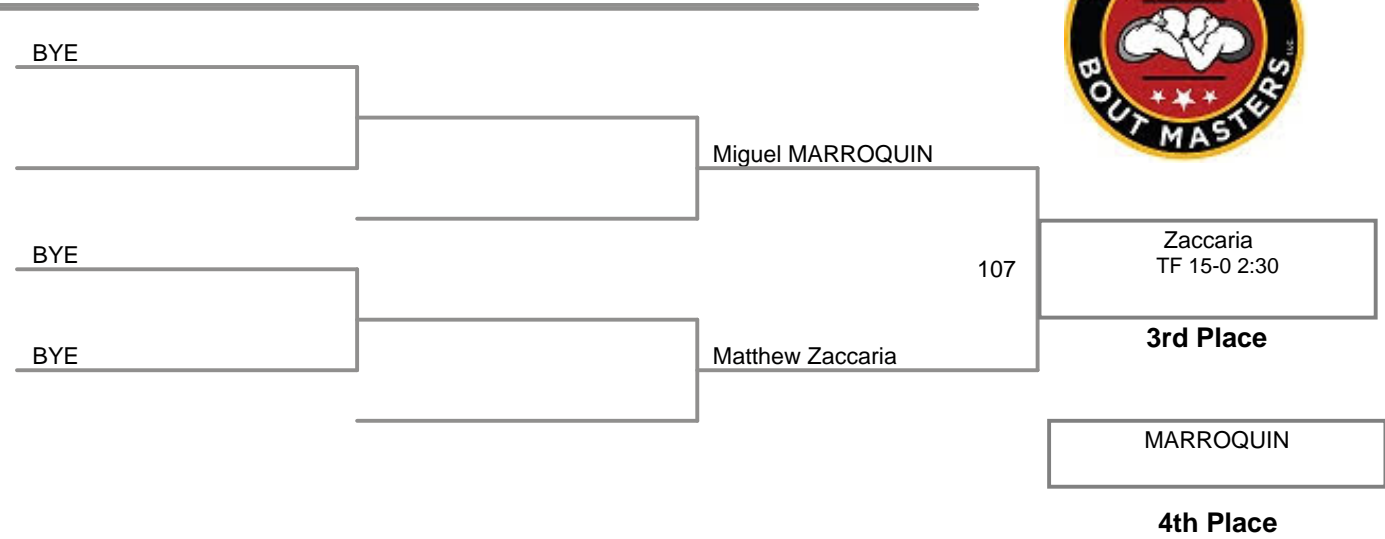 BYE
Miguel MARROQUIN
BYE
107
Zaccaria
TF 15-0 2:30
3rd Place
BYE
Matthew Zaccaria
MARROQUIN
4th Place
BOUT MASTERS LLC.